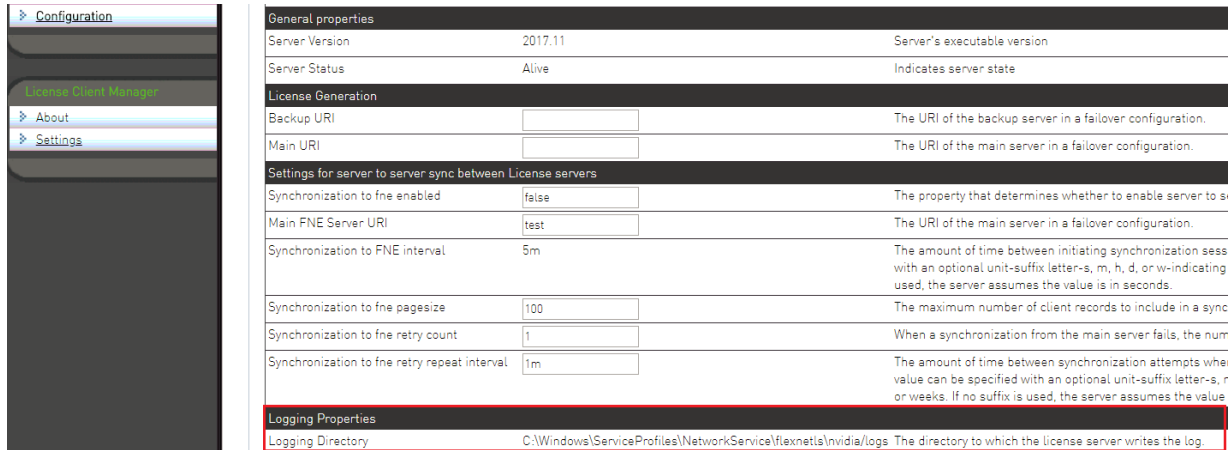 Configuration
License Client Manager
About
Settings
General properties
Server Version 2017.11 Server's executable version
Server Status Alive Indicates server state
License Generation
Backup URI The URI of the backup server in a failover configuration.
Main URI The URI of the main server in a failover configuration.
Settings for server to server sync between License servers
Synchronization to fne enabled false The property that determines whether to enable server to s
Main FNE Server URI test The URI of the main server in a failover configuration.
Synchronization to FNE interval 5m The amount of time between initiating synchronization sess
with an optional unit-suffix letter-s, m, h, d, or w-indicating
used, the server assumes the value is in seconds.
Synchronization to fne pagesize 100 The maximum number of client records to include in a sync
Synchronization to fne retry count 1 When a synchronization from the main server fails, the num
Synchronization to fne retry repeat interval 1m The amount of time between synchronization attempts whe
value can be specified with an optional unit-suffix letter-s,
or weeks. If no suffix is used, the server assumes the value
Logging Properties
Logging Directory C:\Windows\ServiceProfiles\NetworkService\flexnetls\nvidia/logs The directory to which the license server writes the log.